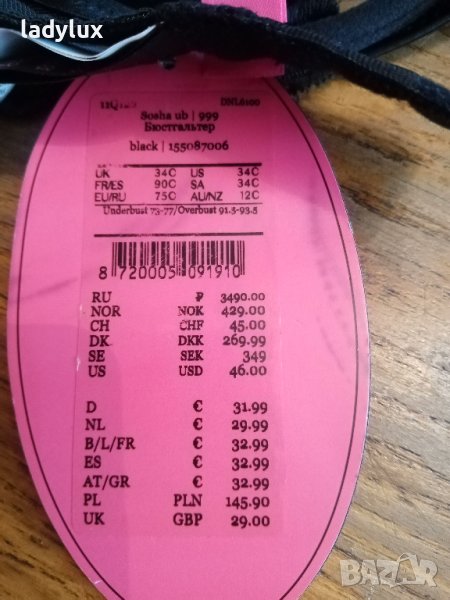 ladylux
DNL6100
Sosha ub | 999
Бюстгальтер
black | 155087006
UK 34C US 34C
FR/ES 90C SA 34C
EU/RU 75C AU/NZ 12C
Underbust 73-77/Overbust 91.5-93.5
8 720005 091910
RU ₽ 3490.00
NOR NOK 429.00
CH CHF 45.00
DK DKK 269.99
SE SEK 349
US USD 46.00
D € 31.99
NL € 29.99
B/L/FR € 32.99
ES € 32.99
AT/GR € 32.99
PL PLN 145.90
UK GBP 29.00
BAZAR